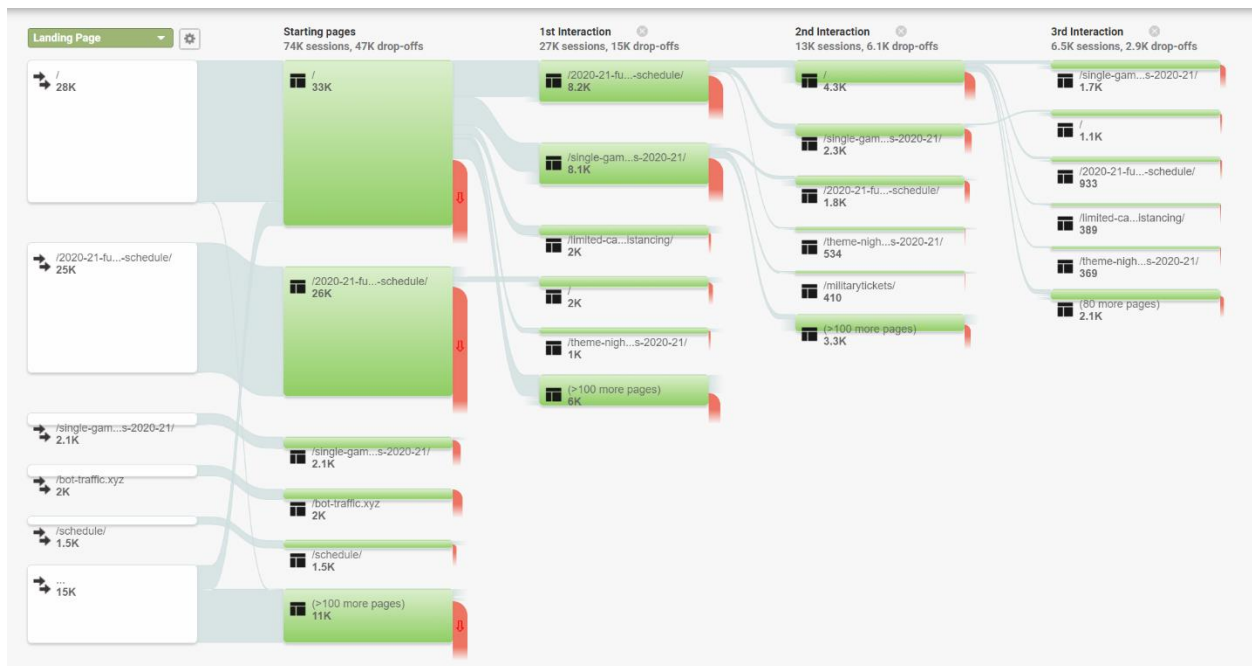 Landing Page
Starting pages
74K sessions, 47K drop-offs
1st Interaction
27K sessions, 15K drop-offs
2nd Interaction
13K sessions, 6.1K drop-offs
3rd Interaction
6.5K sessions, 2.9K drop-offs
/
28K
/2020-21-fu...-schedule/
25K
/single-gam...s-2020-21/
2.1K
/bot-traffic.xyz
2K
/schedule/
1.5K
...
15K
/
33K
/2020-21-fu...-schedule/
26K
/single-gam...s-2020-21/
2.1K
/bot-traffic.xyz
2K
/schedule/
1.5K
(>100 more pages)
11K
/2020-21-fu...-schedule/
8.2K
/single-gam...s-2020-21/
8.1K
/limited-ca...istancing/
2K
/
2K
/theme-nigh...s-2020-21/
1K
(>100 more pages)
6K
/
4.3K
/single-gam...s-2020-21/
2.3K
/2020-21-fu...-schedule/
1.8K
/theme-nigh...s-2020-21/
534
/militarytickets/
410
(>100 more pages)
3.3K
/single-gam...s-2020-21/
1.7K
/
1.1K
/2020-21-fu...-schedule/
933
/limited-ca...istancing/
389
/theme-nigh...s-2020-21/
369
(80 more pages)
2.1K